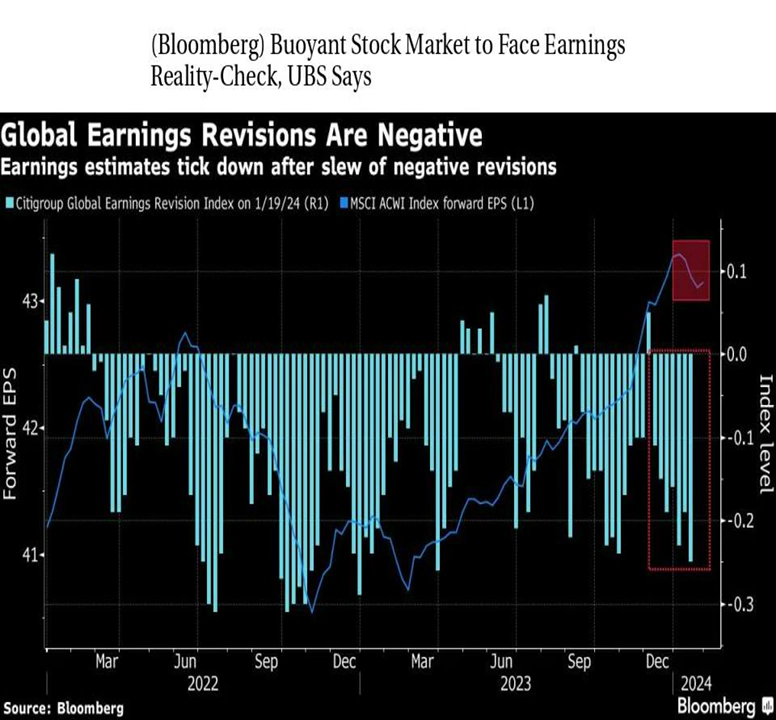 (Bloomberg) Buoyant Stock Market to Face Earnings
Reality-Check, UBS Says
Global Earnings Revisions Are Negative
Earnings estimates tick down after slew of negative revisions
Citigroup Global Earnings Revision Index on 1/19/24 (R1) MSCI ACWI Index forward EPS (L1)
43
42
41
Forward EPS
0.1
0.0
-0.1
-0.2
-0.3
Index level
Mar Jun Sep Dec Mar Jun Sep Dec
2022 2023 2024
Source: Bloomberg
Bloomberg